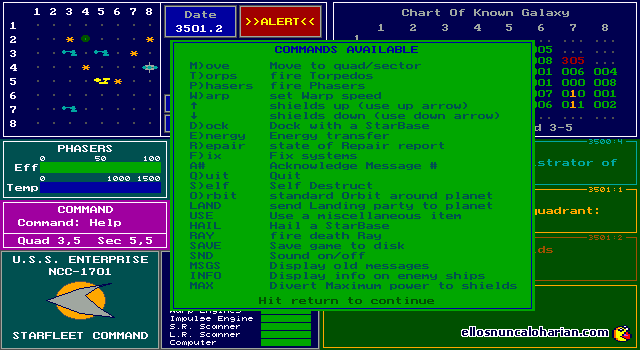 1 2 3 4 5 6 7 8
1
2
3
4
5
6
7
8
Date
3501.2
>>ALERT<<
Chart Of Known Galaxy
1
7 8
1
005
008 305
001 006 004
001 000 008
007 010 001
006 011 002
d 3-5
COMMANDS AVAILABLE
M)ove Move to quad/sector
T)orps fire Torpedos
P)hasers fire Phasers
W)arp set Warp speed
↑ shields up (use up arrow)
↓ shields down (use down arrow)
D)ock Dock with a StarBase
E)nergy Energy transfer
R)epair state of Repair report
F)ix Fix systems
A# Acknowledge Message #
Q)uit Quit
S)elf Self Destruct
O)rbit standard Orbit around planet
LAND send Landing party to planet
USE Use a miscellaneous item
HAIL Hail a StarBase
RAY fire death Ray
SAVE Save game to disk
SND Sound on/off
MSGS Display old messages
INFO Display info on enemy ships
MAX Divert Maximum power to shields
Hit return to continue
PHASERS
0 50 100
Eff
0 1000 1500
Temp
COMMAND
Command: Help
Quad 3,5 Sec 5,5
U.S.S. ENTERPRISE
NCC-1701
STARFLEET COMMAND
Warp Engines
Impulse Engine
S.R. Scanner
L.R. Scanner
Computer
3500:4
strator of
3501:1
quadrant:
3501:2
ds
ellosnuncaloharian.com